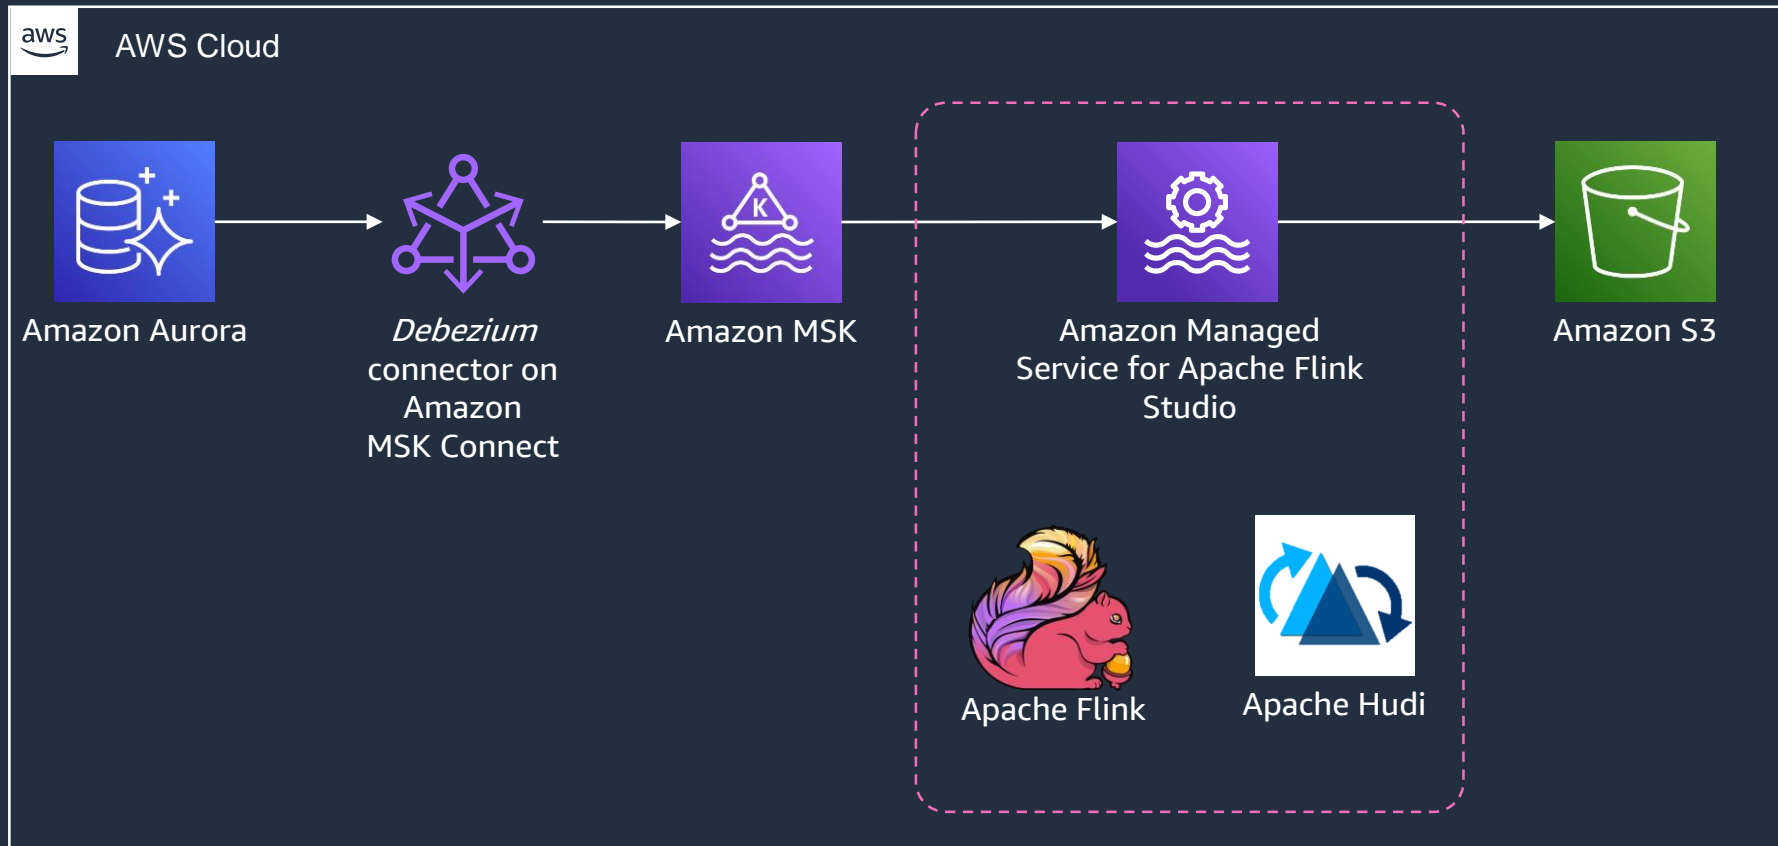 aws
AWS Cloud
K
Amazon Aurora
Debezium
connector on
Amazon
MSK Connect
Amazon MSK
Amazon Managed
Service for Apache Flink
Studio
Amazon S3
Apache Flink
Apache Hudi